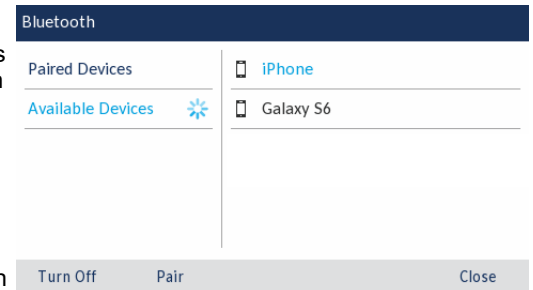 Bluetooth
Paired Devices
iPhone
Available Devices
Galaxy S6
Turn Off Pair Close